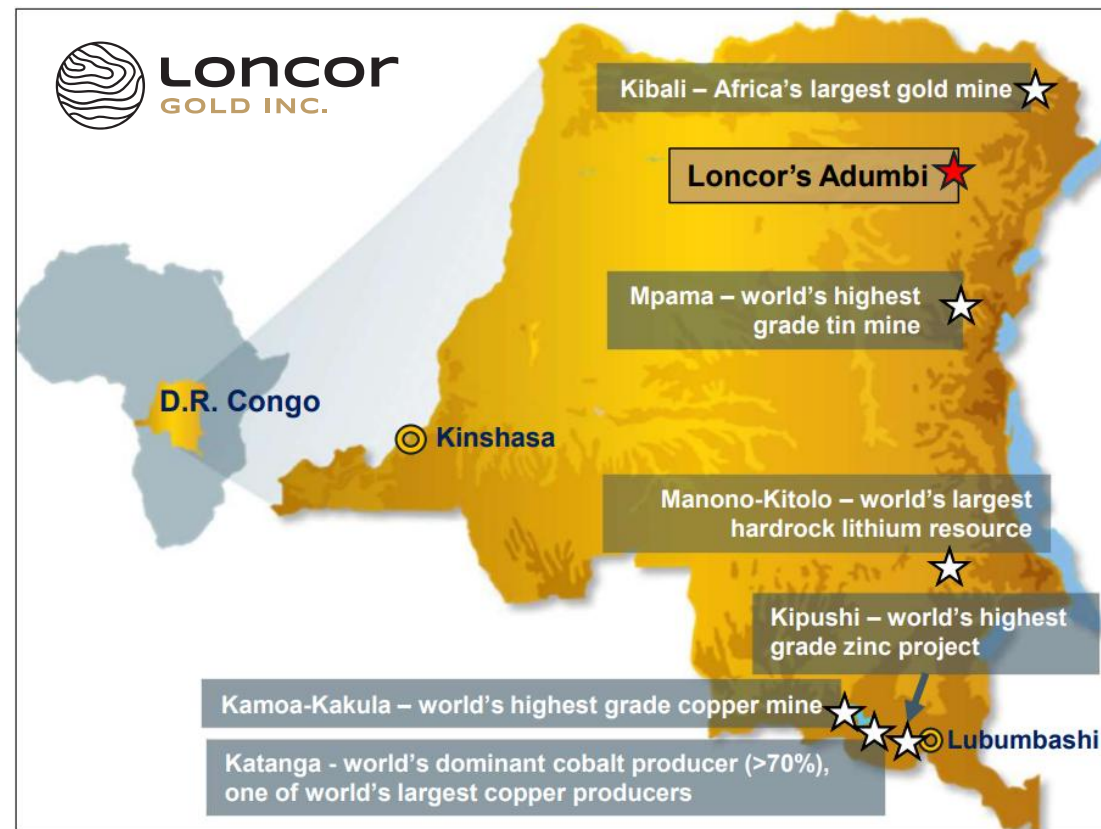 LONCOR
GOLD INC.
Kibali – Africa's largest gold mine
Loncor's Adumbi
Mpama – world's highest
grade tin mine
D.R. Congo
Kinshasa
Manono-Kitolo – world's largest
hardrock lithium resource
Kipushi – world's highest
grade zinc project
Kamoa-Kakula – world's highest grade copper mine
Lubumbashi
Katanga - world's dominant cobalt producer (>70%),
one of world's largest copper producers